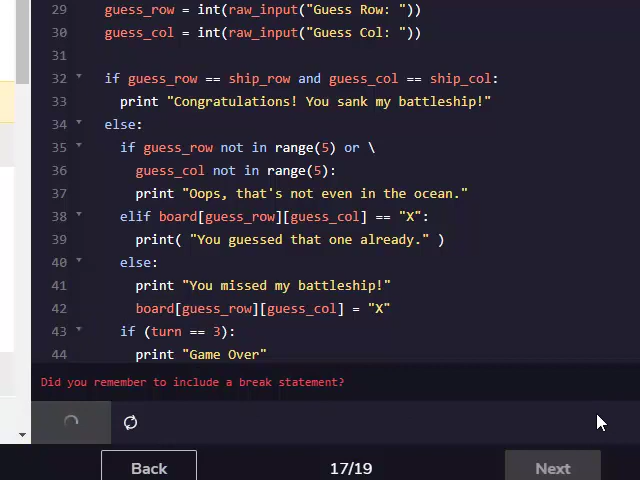 29 guess_row = int(raw_input("Guess Row: "))
30 guess_col = int(raw_input("Guess Col: "))
31
32 if guess_row == ship_row and guess_col == ship_col:
33 print "Congratulations! You sank my battleship!"
34 else:
35 if guess_row not in range(5) or \
36 guess_col not in range(5):
37 print "Oops, that's not even in the ocean."
38 elif board[guess_row][guess_col] == "X":
39 print( "You guessed that one already." )
40 else:
41 print "You missed my battleship!"
42 board[guess_row][guess_col] = "X"
43 if (turn == 3):
44 print "Game Over"
Did you remember to include a break statement?
Back 17/19 Next